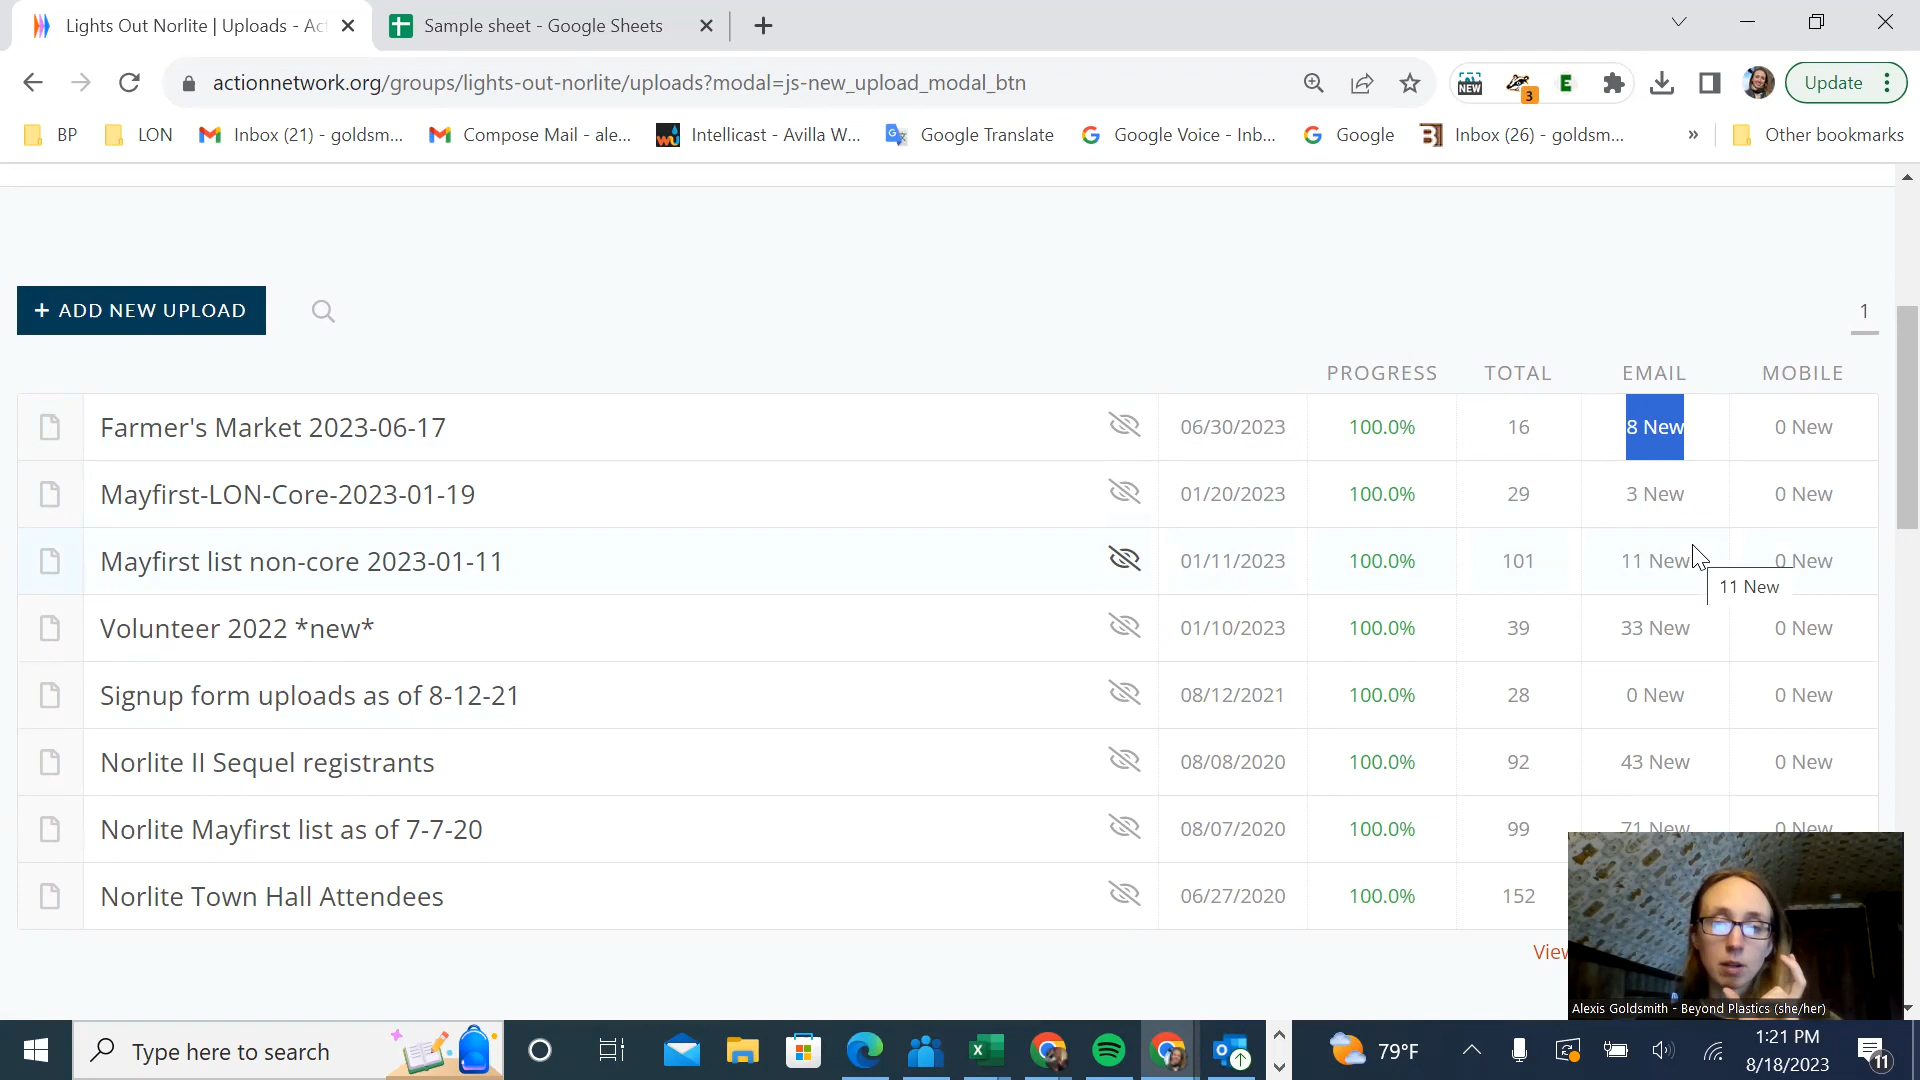 Lights Out Norlite | Uploads - Act
Sample sheet - Google Sheets
actionnetwork.org/groups/lights-out-norlite/uploads?modal=js-new_upload_modal_btn
NEW
3
E
Update
BP
LON
Inbox (21) - goldsm...
Compose Mail - ale...
Intellicast - Avilla W...
Google Translate
Google Voice - Inb...
Google
Inbox (26) - goldsm...
»
Other bookmarks
+ ADD NEW UPLOAD
1
PROGRESS TOTAL EMAIL MOBILE
Farmer's Market 2023-06-17 06/30/2023 100.0% 16 8 New 0 New
Mayfirst-LON-Core-2023-01-19 01/20/2023 100.0% 29 3 New 0 New
Mayfirst list non-core 2023-01-11 01/11/2023 100.0% 101 11 New 0 New
11 New
Volunteer 2022 *new* 01/10/2023 100.0% 39 33 New 0 New
Signup form uploads as of 8-12-21 08/12/2021 100.0% 28 0 New 0 New
Norlite II Sequel registrants 08/08/2020 100.0% 92 43 New 0 New
Norlite Mayfirst list as of 7-7-20 08/07/2020 100.0% 99 71 New 0 New
Norlite Town Hall Attendees 06/27/2020 100.0% 152
View
Alexis Goldsmith - Beyond Plastics (she/her)
Type here to search
79°F
1:21 PM
8/18/2023
11